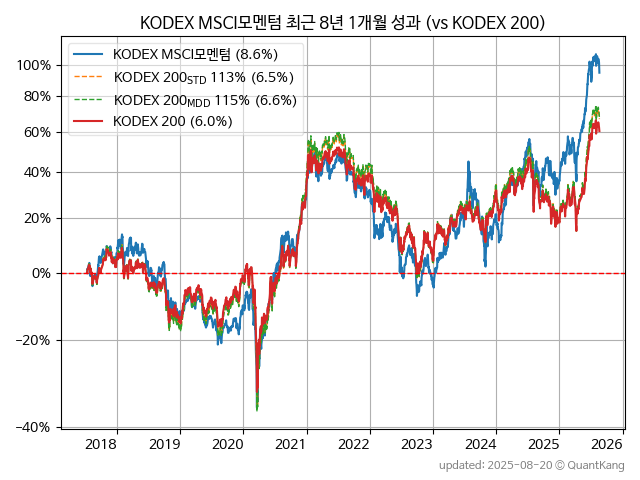 KODEX MSCI모멘텀 최근 8년 1개월 성과 (vs KODEX 200)
KODEX MSCI모멘텀 (8.6%)
KODEX 200STD 113% (6.5%)
KODEX 200MDD 115% (6.6%)
KODEX 200 (6.0%)
100%
80%
60%
40%
20%
0%
−20%
−40%
2018 2019 2020 2021 2022 2023 2024 2025 2026
updated: 2025-08-20 © QuantKang